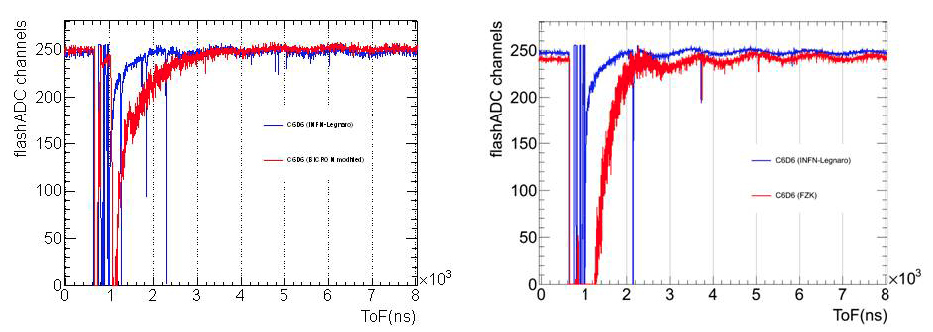 flashADC channels
250
200
150
100
50
0
C6D6 (INFN-Legnaro)
C6D6 (BICRON modified)
0 1 2 3 4 5 6 7 8
×10³
ToF(ns)
flashADC channels
250
200
150
100
50
0
C6D6 (INFN-Legnaro)
C6D6 (FZK)
0 1 2 3 4 5 6 7 8
×10³
ToF(ns)